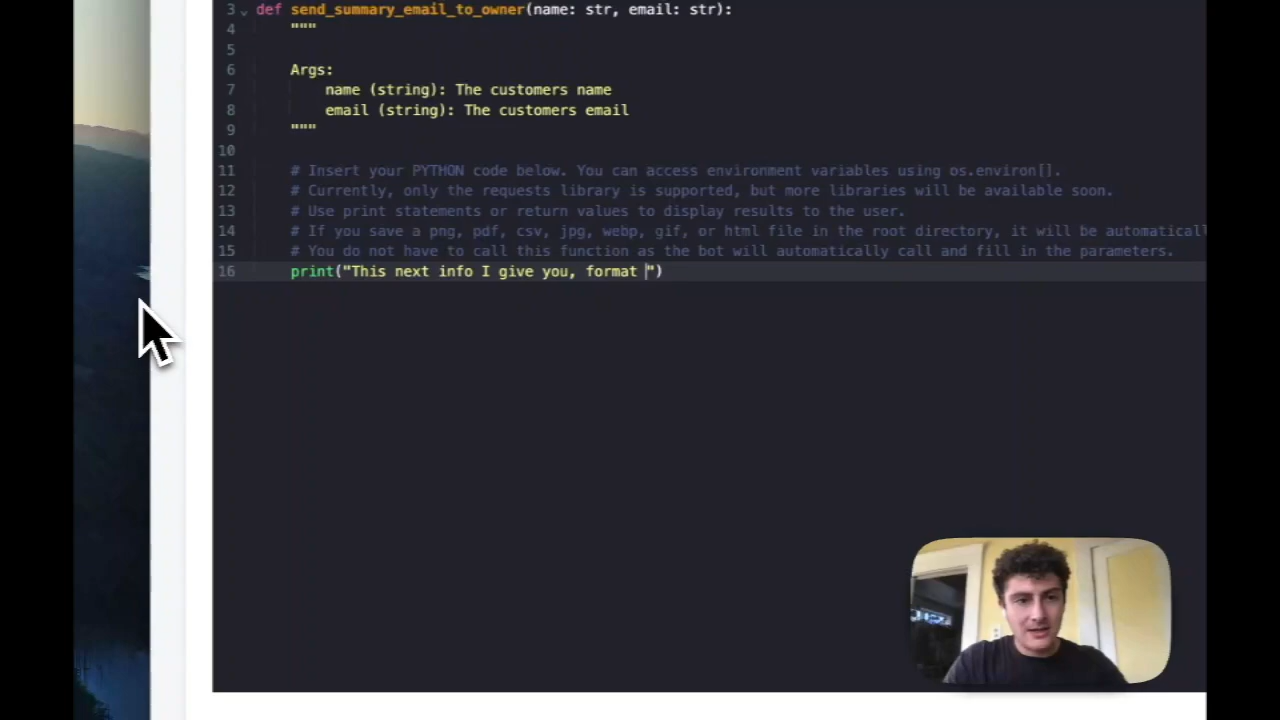 3 def send_summary_email_to_owner(name: str, email: str):
4 """
5
6 Args:
7 name (string): The customers name
8 email (string): The customers email
9 """
10
11 # Insert your PYTHON code below. You can access environment variables using os.environ[].
12 # Currently, only the requests library is supported, but more libraries will be available soon.
13 # Use print statements or return values to display results to the user.
14 # If you save a png, pdf, csv, jpg, webp, gif, or html file in the root directory, it will be automaticall
15 # You do not have to call this function as the bot will automatically call and fill in the parameters.
16 print("This next info I give you, format ")